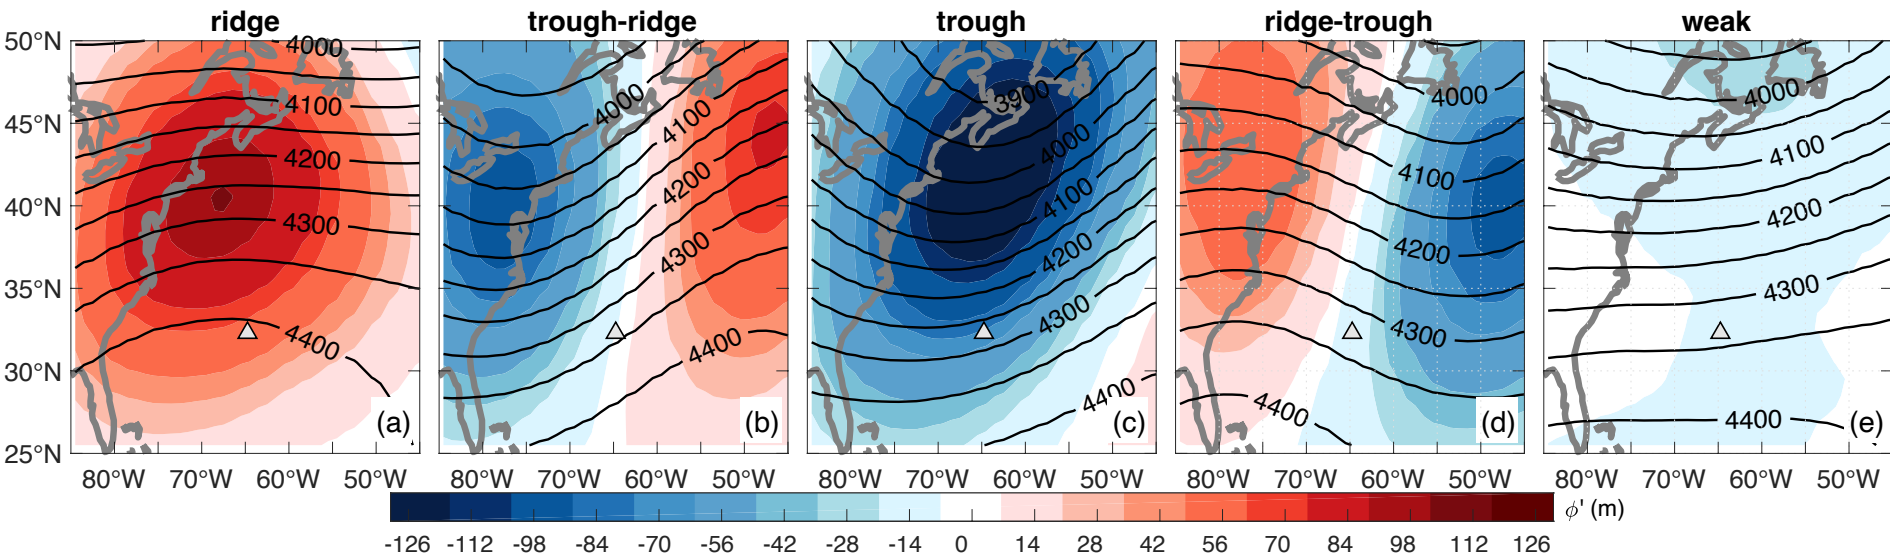 ridge
trough-ridge
trough
ridge-trough
weak
50°N
45°N
40°N
35°N
30°N
25°N
4000
4100
4200
4300
4400
(a)
4000
4100
4200
4300
4400
(b)
3900
4000
4100
4200
4300
4400
(c)
4000
4100
4200
4300
4400
(d)
4000
4100
4200
4300
4400
(e)
80°W 70°W 60°W 50°W
80°W 70°W 60°W 50°W
80°W 70°W 60°W 50°W
80°W 70°W 60°W 50°W
80°W 70°W 60°W 50°W
ϕ' (m)
-126 -112 -98 -84 -70 -56 -42 -28 -14 0 14 28 42 56 70 84 98 112 126